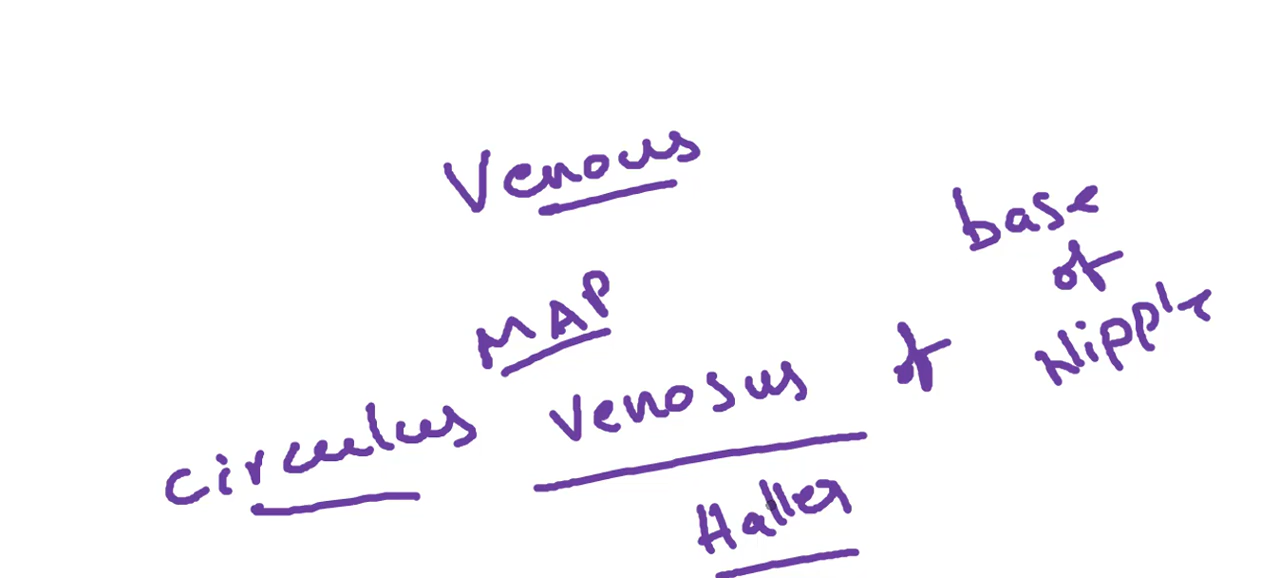 Venous
MAP
circulus venosus of
Haller
base
of
Nipple